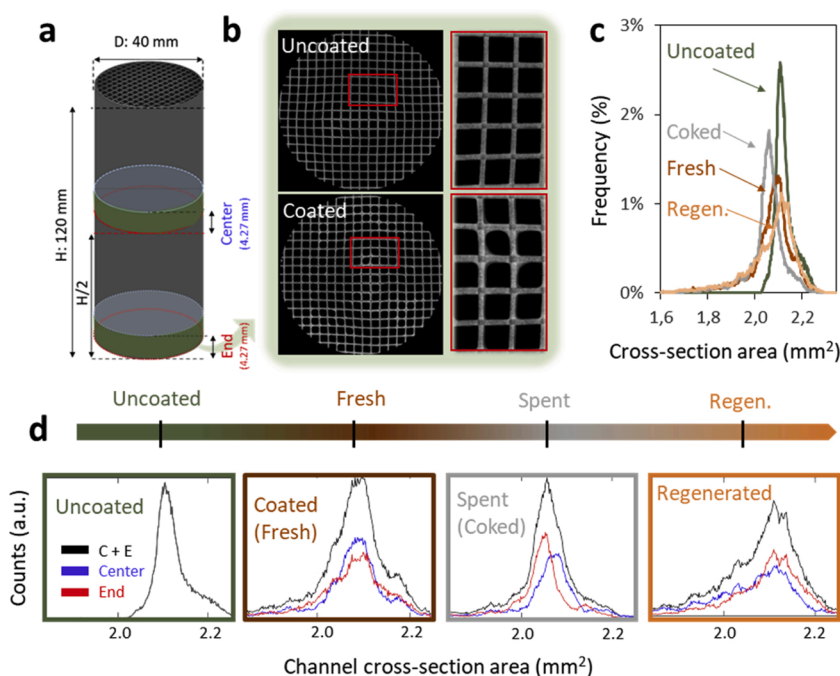 a
D: 40 mm
H: 120 mm
H/2
Center
(4.27 mm)
End
(4.27 mm)
b
Uncoated
Coated
c
3%
2%
1%
0%
Frequency (%)
Uncoated
Coked
Fresh
Regen.
1,6
2,0
2,4
Cross-section area (mm²)
d
Uncoated
Fresh
Spent
Regen.
Counts (a.u.)
Uncoated
C + E
Center
End
Coated
(Fresh)
Spent
(Coked)
Regenerated
2.0 2.2
2.0 2.2
2.0 2.2
2.0 2.2
Channel cross-section area (mm²)